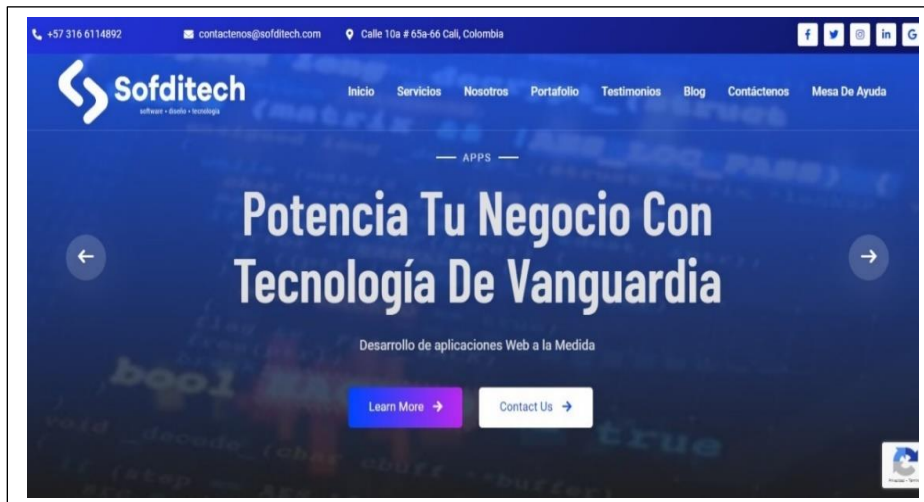 +57 316 6114892 contactenos@sofditech.com Calle 10a # 65a-66 Cali, Colombia
Sofditech
software • diseño • tecnología
Inicio Servicios Nosotros Portafolio Testimonios Blog Contáctenos Mesa De Ayuda
APPS
Potencia Tu Negocio Con
Tecnología De Vanguardia
Desarrollo de aplicaciones Web a la Medida
Learn More Contact Us
bool
true